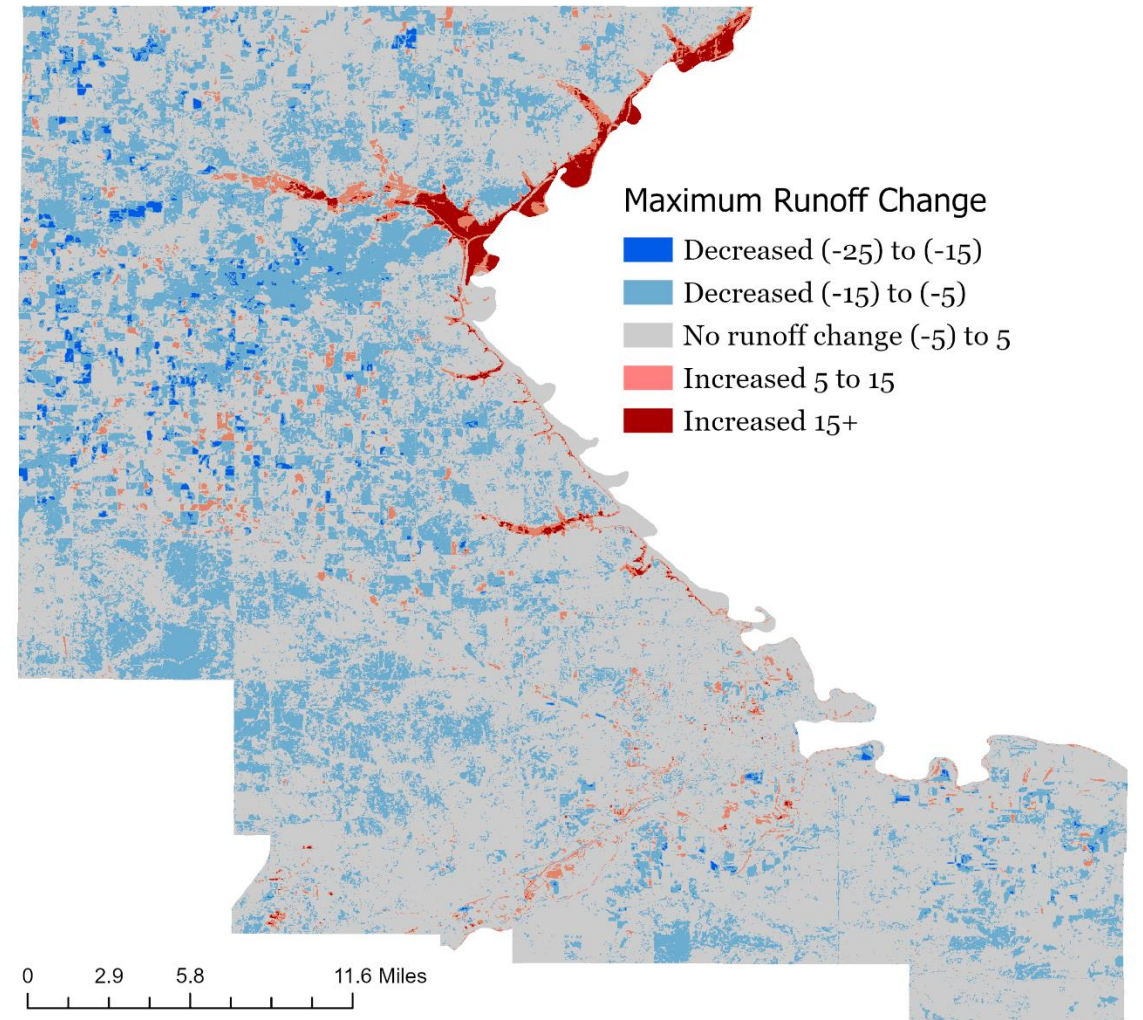 Maximum Runoff Change
Decreased (-25) to (-15)
Decreased (-15) to (-5)
No runoff change (-5) to 5
Increased 5 to 15
Increased 15+
0 2.9 5.8 11.6 Miles